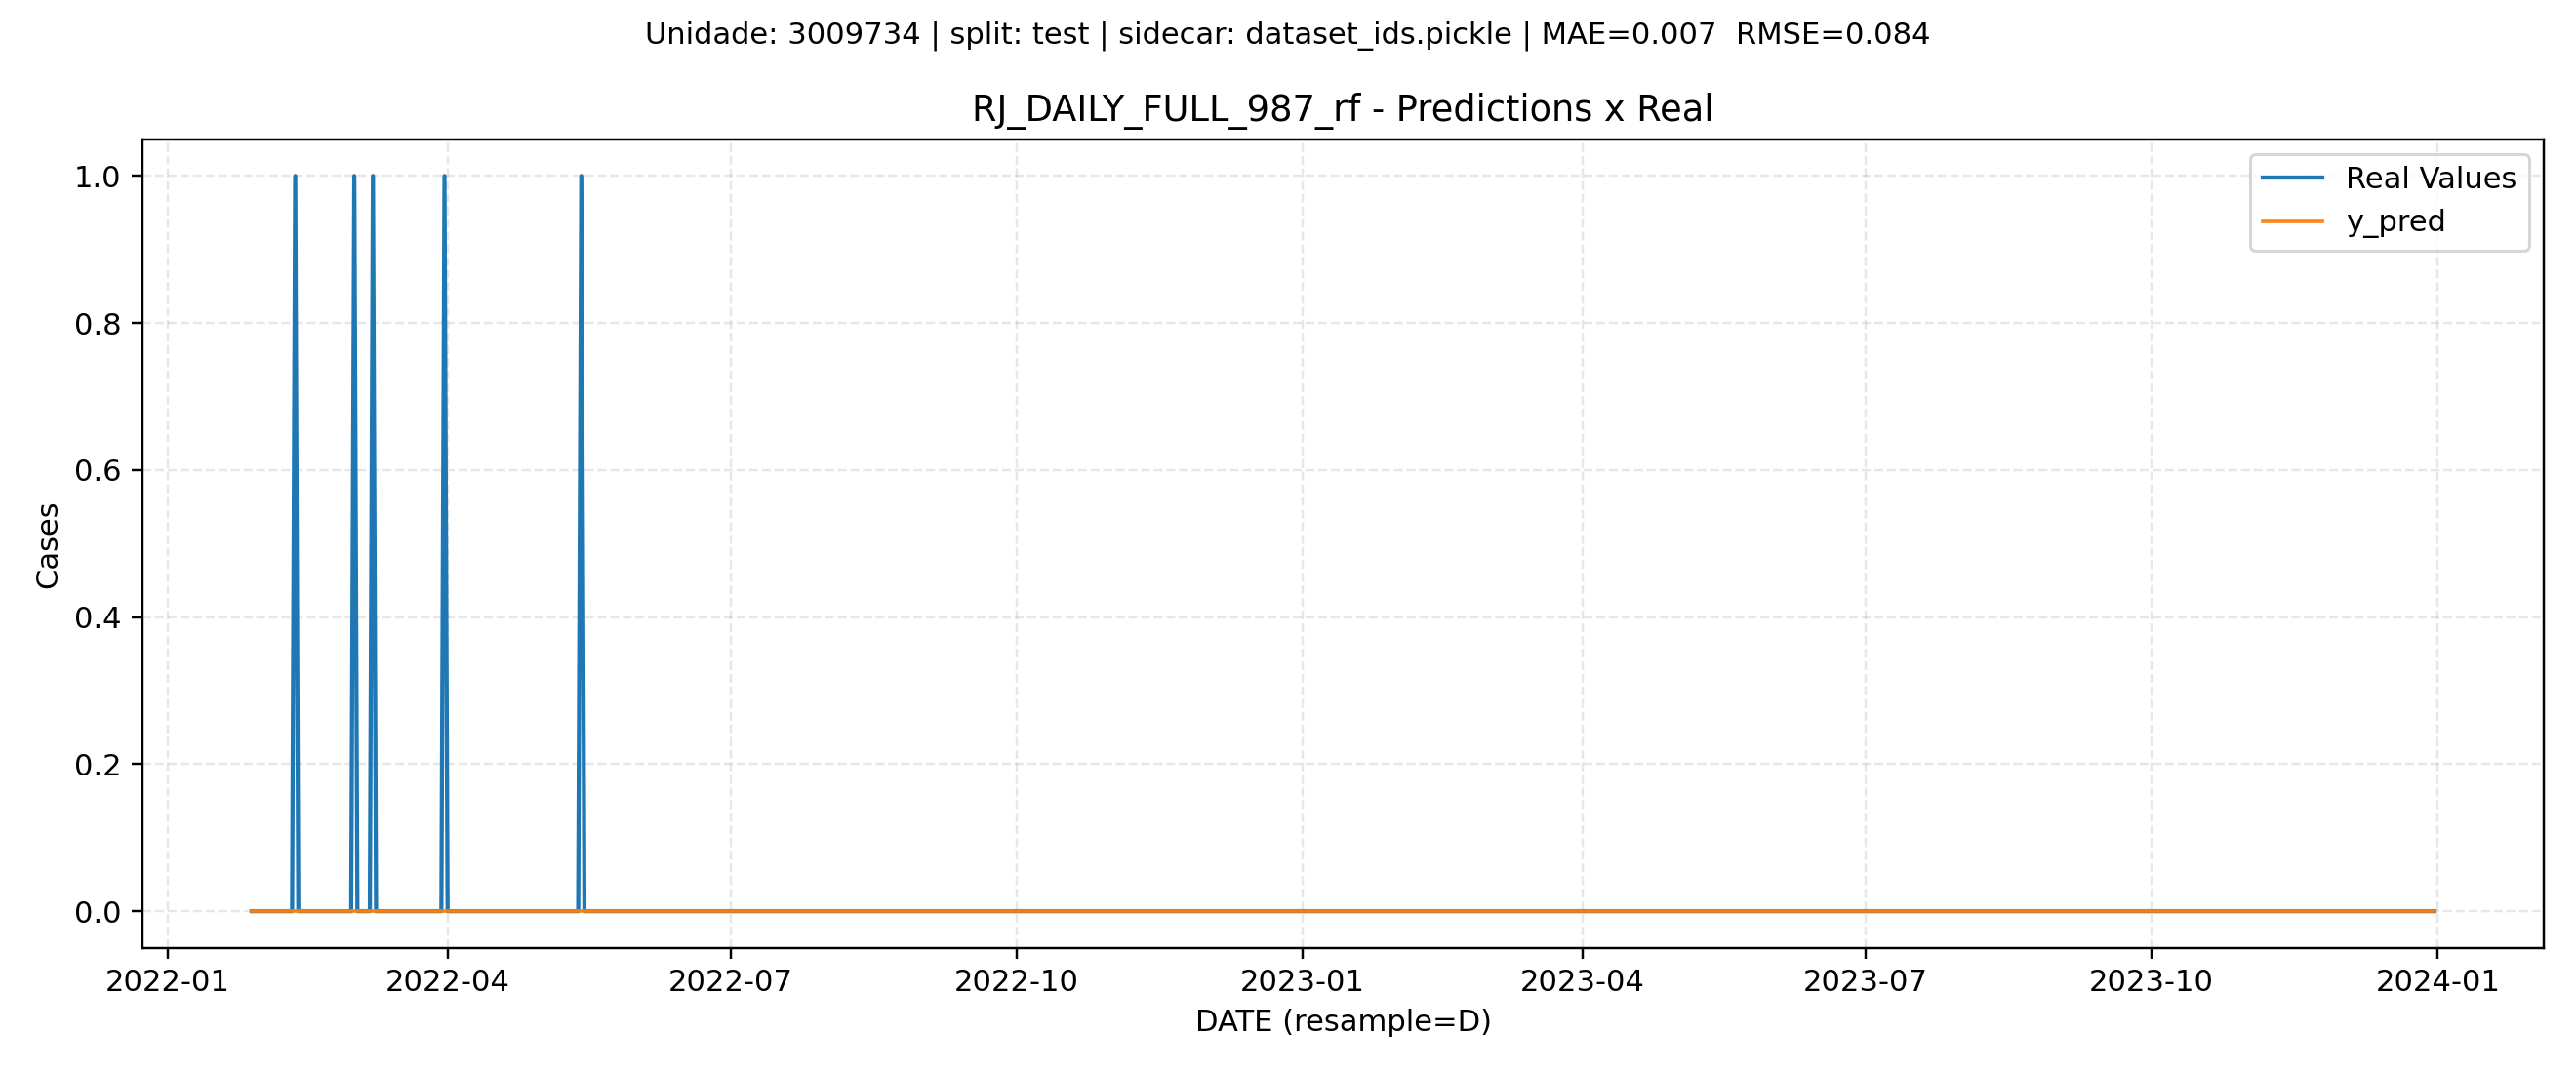 Unidade: 3009734 | split: test | sidecar: dataset_ids.pickle | MAE=0.007  RMSE=0.084
RJ_DAILY_FULL_987_rf - Predictions x Real
Real Values
y_pred
1.0
0.8
0.6
0.4
0.2
0.0
Cases
2022-01 2022-04 2022-07 2022-10 2023-01 2023-04 2023-07 2023-10 2024-01
DATE (resample=D)